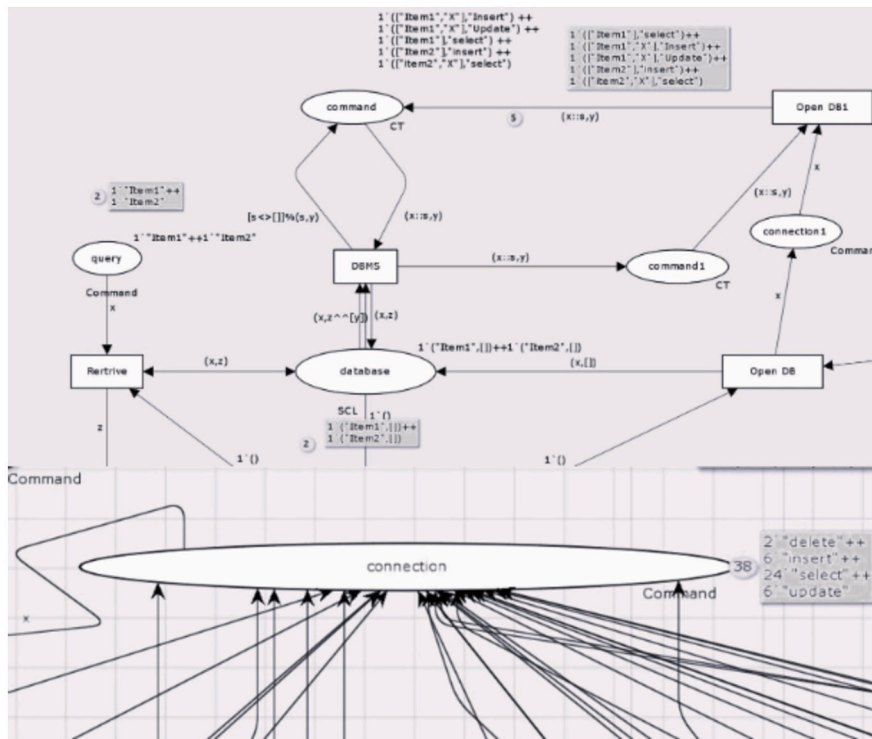 1`(["Item1","X"],"Insert") ++
1`(["Item1","X"],"Update") ++
1`(["Item1"],"select") ++
1`(["Item2"],"insert") ++
1`(["Item2","X"],"select")
1`(["Item1"],"select")++
1`(["Item1","X"],"Insert")++
1`(["Item1","X"],"Update")++
1`(["Item2"],"insert")++
1`(["Item2","X"],"select")
command
CT
5
(x::s,y)
Open DB1
2
1`"Item1"++
1`"Item2"
[s<>[]]%(s,y)
(x::s,y)
(x::s,y)
x
1`"Item1"++1`"Item2"
query
Command
x
DBMS
(x::s,y)
command1
CT
connection1
Comman
x
(x,z^^[y])
(x,z)
1`("Item1",[])++1`("Item2",[])
Rertrive
(x,z)
database
(x,[])
Open DB
SCL
1`()
z
2
1`("Item1",[])++
1`("Item2",[])
1`()
1`()
Command
connection
38
2`"delete"++
6`"insert"++
24`"select"++
6`"update"
Command
x